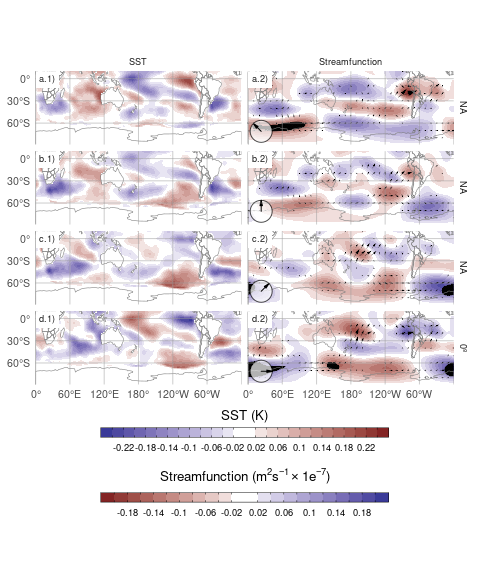 SST Streamfunction
a.1) a.2)
0°
30°S
60°S
NA
b.1) b.2)
0°
30°S
60°S
NA
c.1) c.2)
0°
30°S
60°S
NA
d.1) d.2)
0°
30°S
60°S
0º
0° 60°E 120°E 180° 120°W 60°W 0° 60°E 120°E 180° 120°W 60°W
SST (K)
-0.22 -0.18 -0.14 -0.1 -0.06 -0.02 0.02 0.06 0.1 0.14 0.18 0.22
Streamfunction (m²s⁻¹ × 1e⁻⁷)
-0.18 -0.14 -0.10 -0.06 -0.02 0.02 0.06 0.10 0.14 0.18